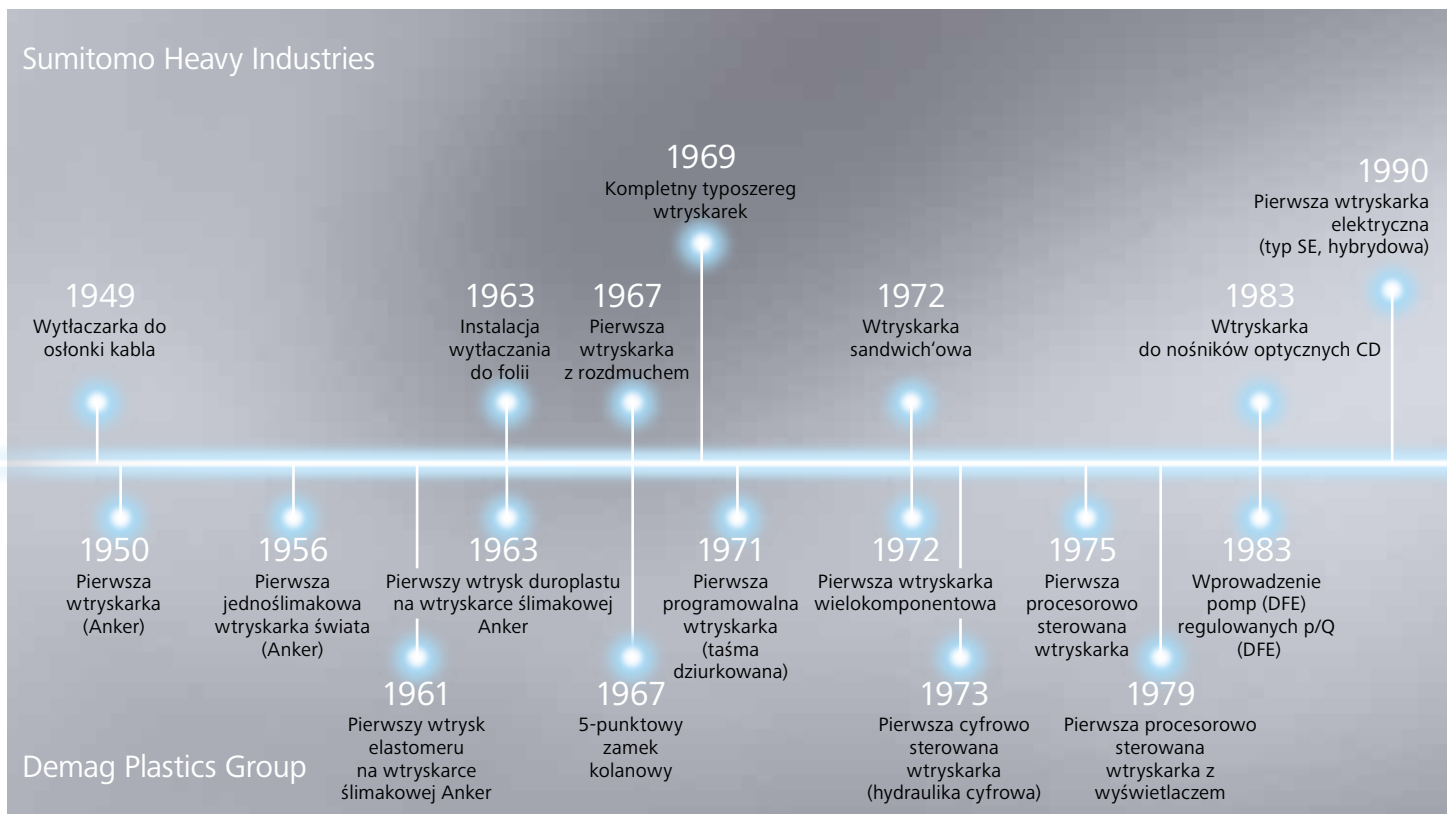 Sumitomo Heavy Industries
1949
Wytłaczarka do
osłonki kabla
1963
Instalacja
wytłaczania
do folii
1967
Pierwsza
wtryskarka
z rozdmuchem
1969
Kompletny typoszereg
wtryskarek
1972
Wtryskarka
sandwich‘owa
1983
Wtryskarka
do nośników optycznych CD
1990
Pierwsza wtryskarka
elektryczna
(typ SE, hybrydowa)
1950
Pierwsza
wtryskarka
(Anker)
1956
Pierwsza
jednoślimakowa
wtryskarka świata
(Anker)
1961
Pierwszy wtrysk
elastomeru
na wtryskarce
ślimakowej Anker
1963
Pierwszy wtrysk duroplastu
na wtryskarce ślimakowej
Anker
1967
5-punktowy
zamek
kolanowy
1971
Pierwsza
programowalna
wtryskarka
(taśma
dziurkowana)
1972
Pierwsza wtryskarka
wielokomponentowa
1973
Pierwsza cyfrowo
sterowana
wtryskarka
(hydraulika cyfrowa)
1975
Pierwsza
procesorowo
sterowana
wtryskarka
1979
Pierwsza procesorowo
sterowana
wtryskarka z
wyświetlaczem
1983
Wprowadzenie
pomp (DFE)
regulowanych p/Q
(DFE)
Demag Plastics Group